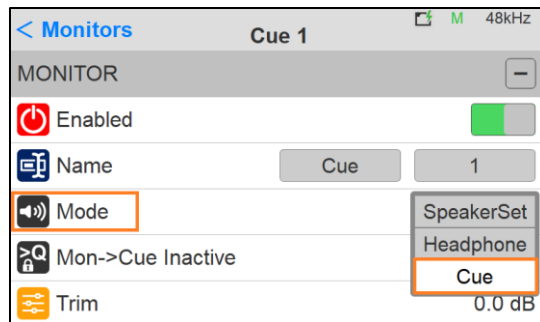 < Monitors Cue 1 M 48kHz
MONITOR
Enabled
Name Cue 1
Mode SpeakerSet
Headphone
>Q Mon->Cue Inactive
Cue
Trim 0.0 dB